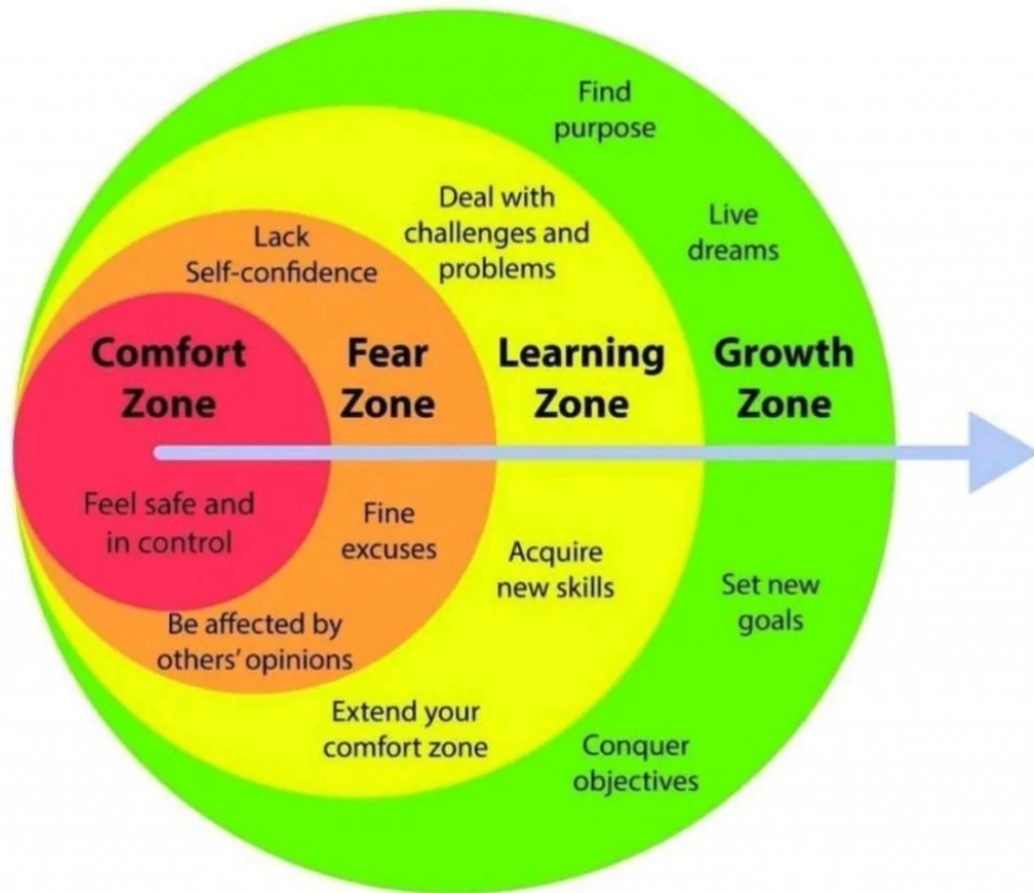 Find
purpose
Live
dreams
Deal with
challenges and
problems
Lack
Self-confidence
Comfort
Zone
Fear
Zone
Learning
Zone
Growth
Zone
Feel safe and
in control
Fine
excuses
Be affected by
others' opinions
Acquire
new skills
Extend your
comfort zone
Set new
goals
Conquer
objectives